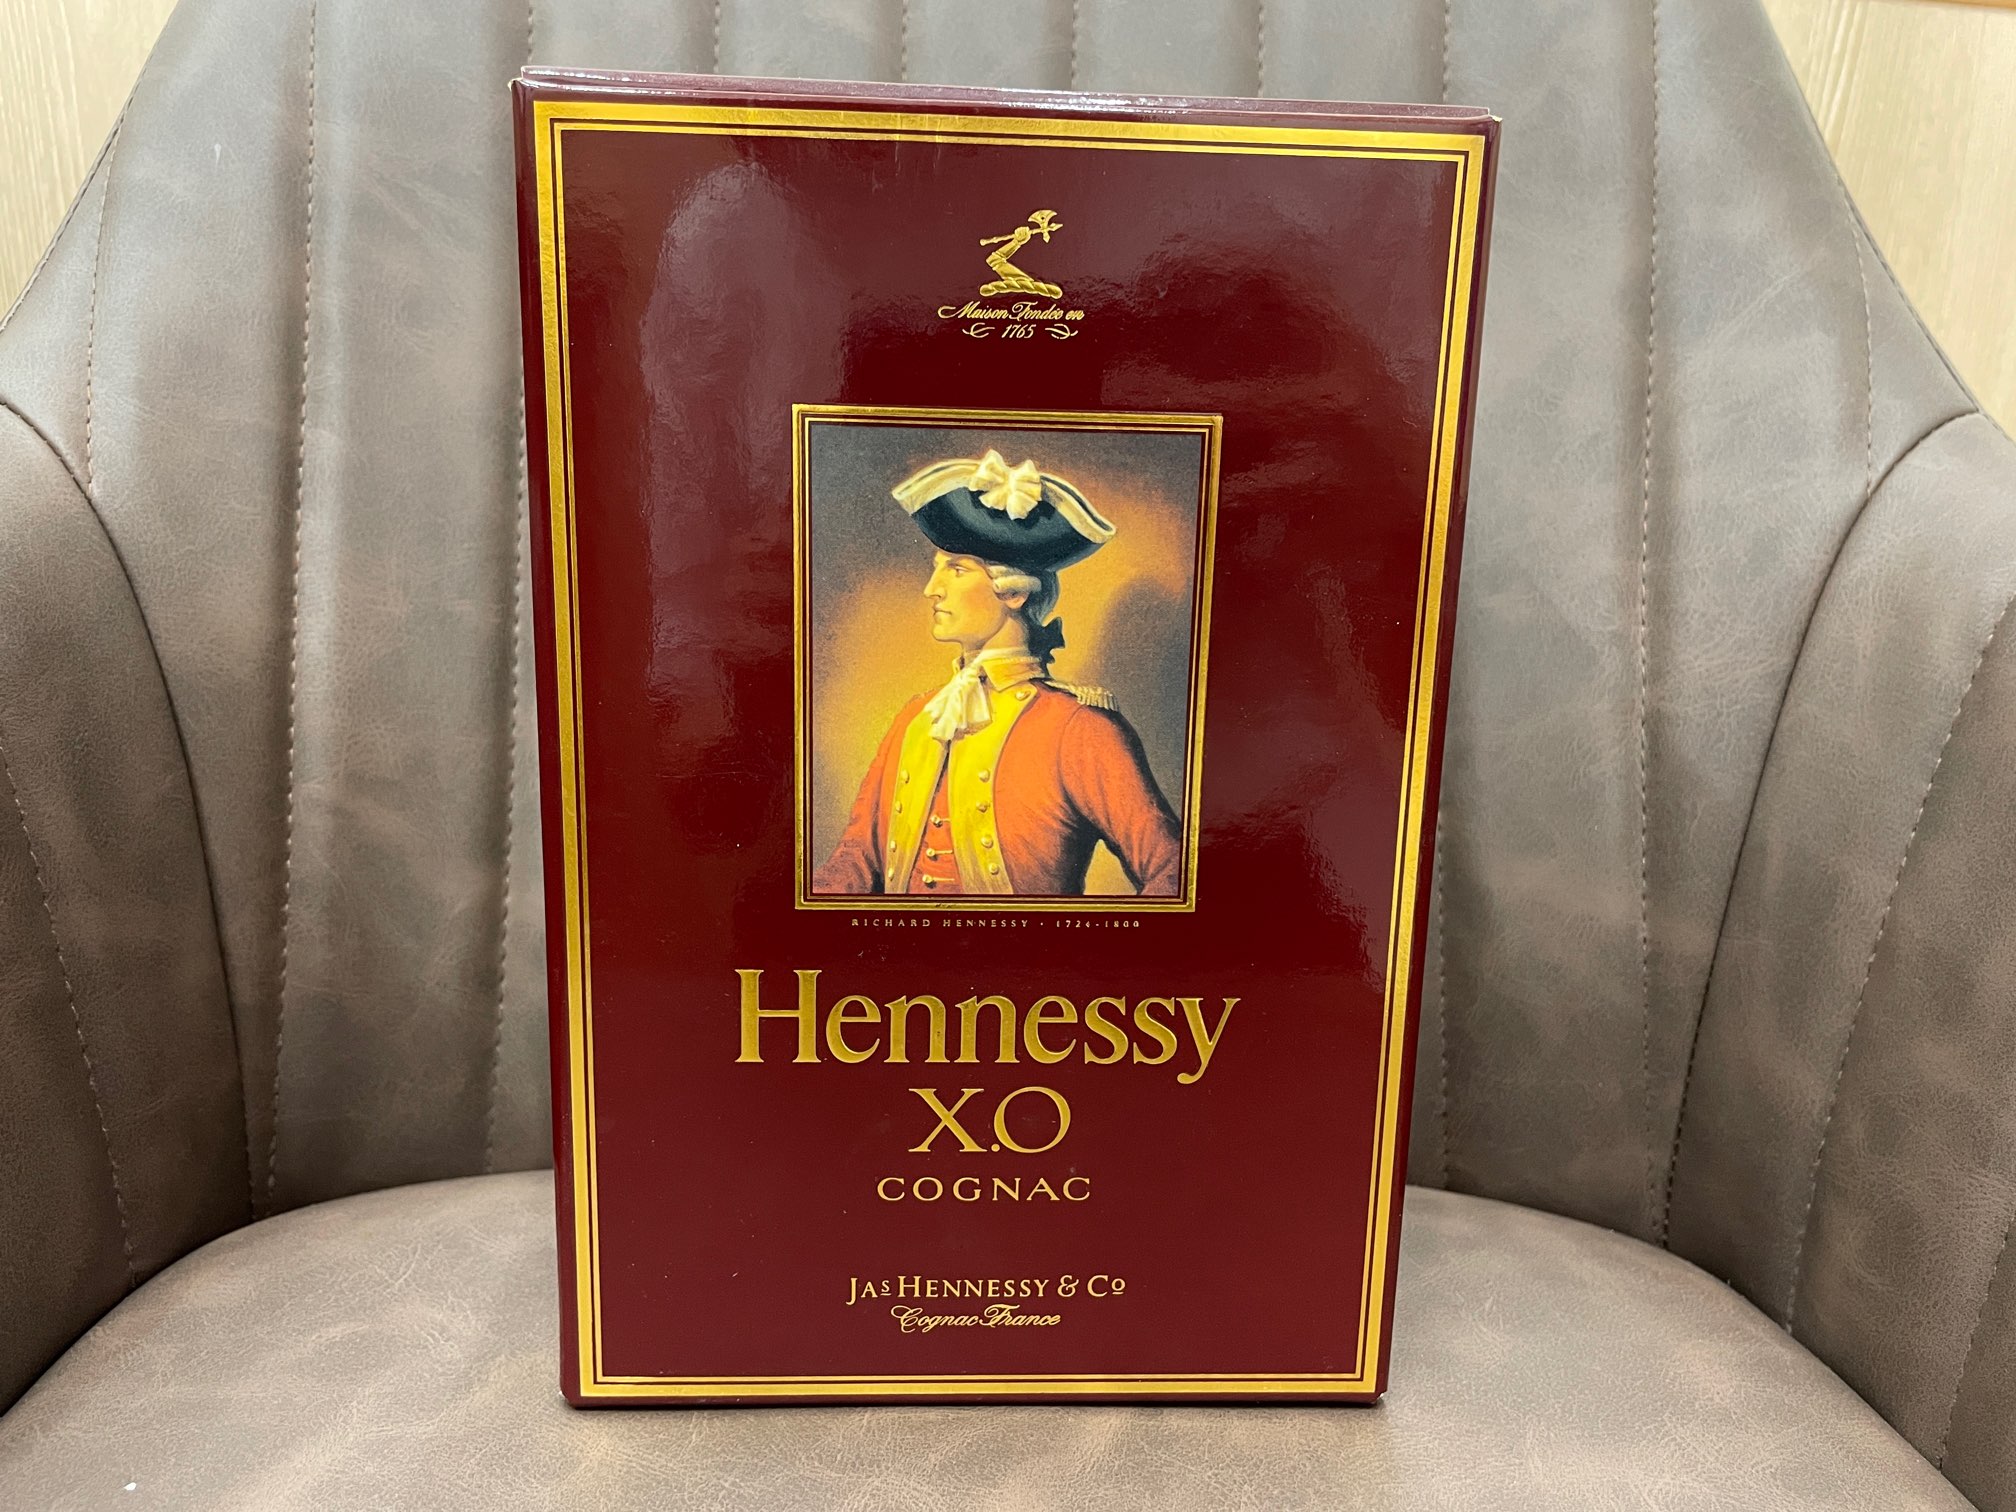 Maison Fondée en
1765
RICHARD HENNESSY · 1724-1800
Hennessy
X.O
COGNAC
JAS HENNESSY & CO
Cognac France